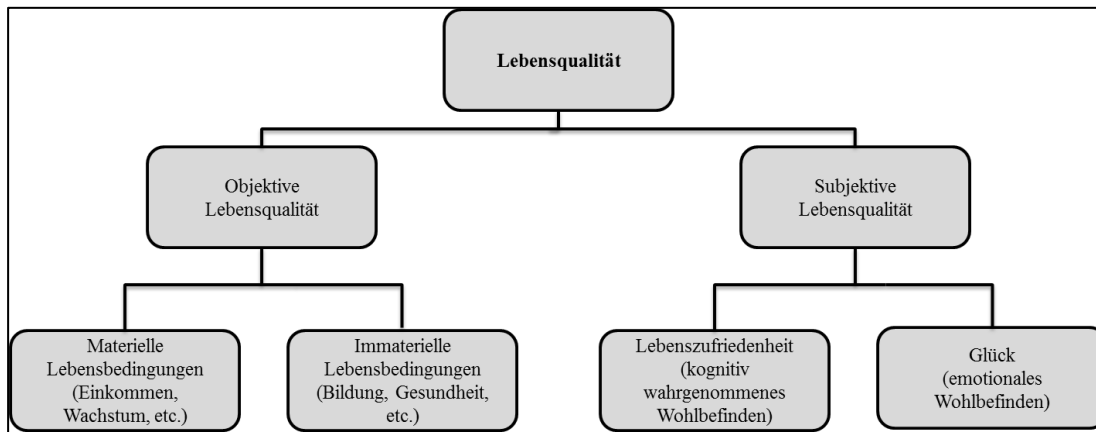 Lebensqualität
Objektive
Lebensqualität
Subjektive
Lebensqualität
Materielle
Lebensbedingungen
(Einkommen,
Wachstum, etc.)
Immaterielle
Lebensbedingungen
(Bildung, Gesundheit,
etc.)
Lebenszufriedenheit
(kognitiv
wahrgenommenes
Wohlbefinden)
Glück
(emotionales
Wohlbefinden)